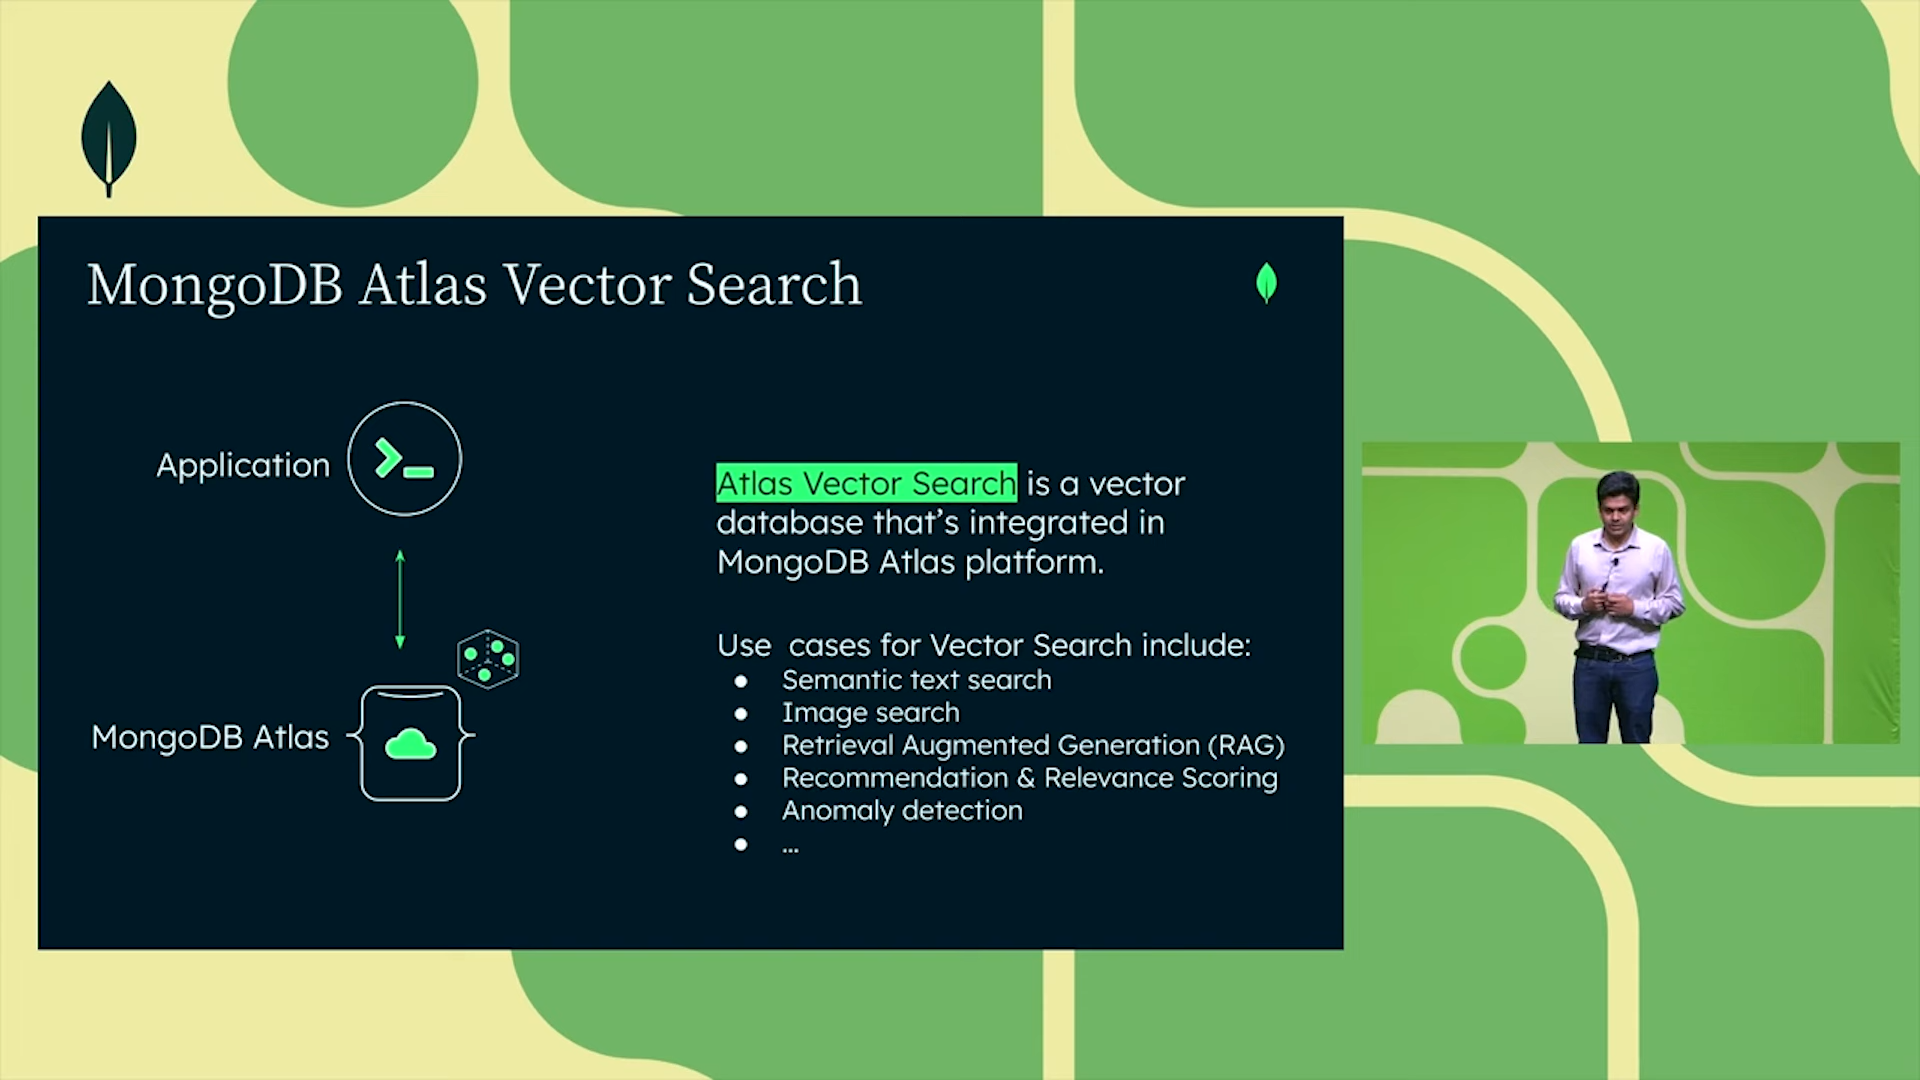 MongoDB Atlas Vector Search
Application
MongoDB Atlas
Atlas Vector Search is a vector
database that’s integrated in
MongoDB Atlas platform.
Use  cases for Vector Search include:
● Semantic text search
● Image search
● Retrieval Augmented Generation (RAG)
● Recommendation & Relevance Scoring
● Anomaly detection
● ...